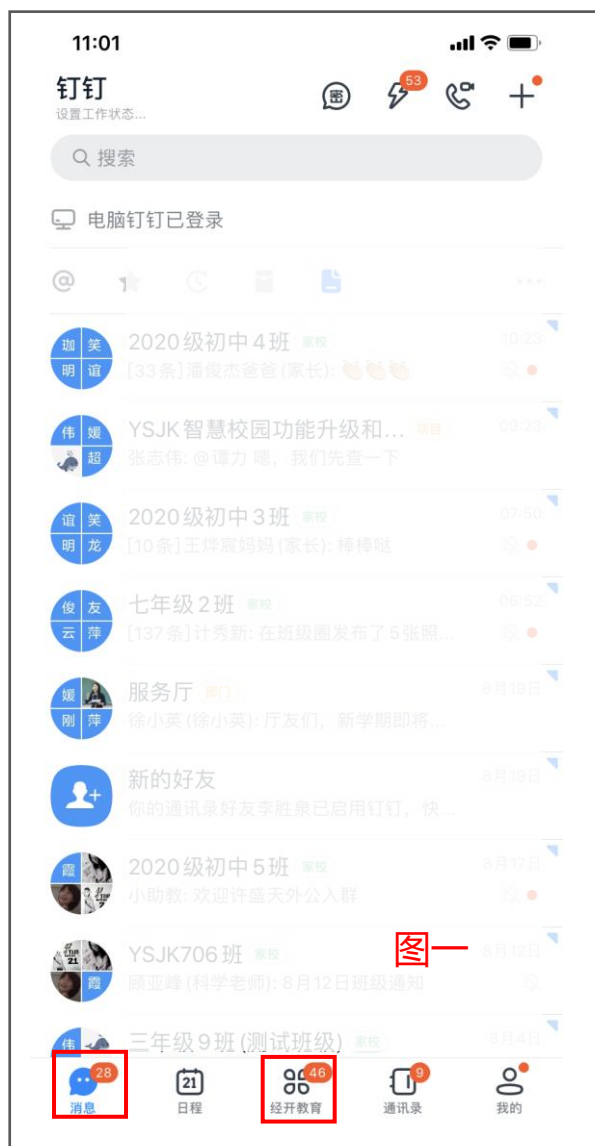 11:01
钉钉
53
密
设置工作状态...
搜索
电脑钉钉已登录
@
2020级初中4班 家校 10:23
珈 笑
明 谊
[33条]潘俊杰爸爸(家长):
YSJK智慧校园功能升级和... 项目 09:23
伟 媛
超
张志伟: @谭力 嗯，我们先查一下
2020级初中3班 家校 07:50
谊 笑
明 龙
[10条]王烨宸妈妈(家长): 棒棒哒
七年级2班 家校 06:52
俊 友
云 萍
[137条]计秀新: 在班级圈发布了5张照...
服务厅 部门 8月19日
媛
刚 萍
徐小英(徐小英): 厅友们，新学期即将...
新的好友 8月19日
你的通讯录好友李胜泉已启用钉钉，快...
2020级初中5班 家校 8月17日
霞
小助教: 欢迎许盛天外公入群
图一
YSJK706班 家校 8月12日
21
霞
顾亚峰(科学老师): 8月12日班级通知
三年级9班(测试班级) 家校 8月4日
伟
28
21
46
9
消息
日程
经开教育
通讯录
我的